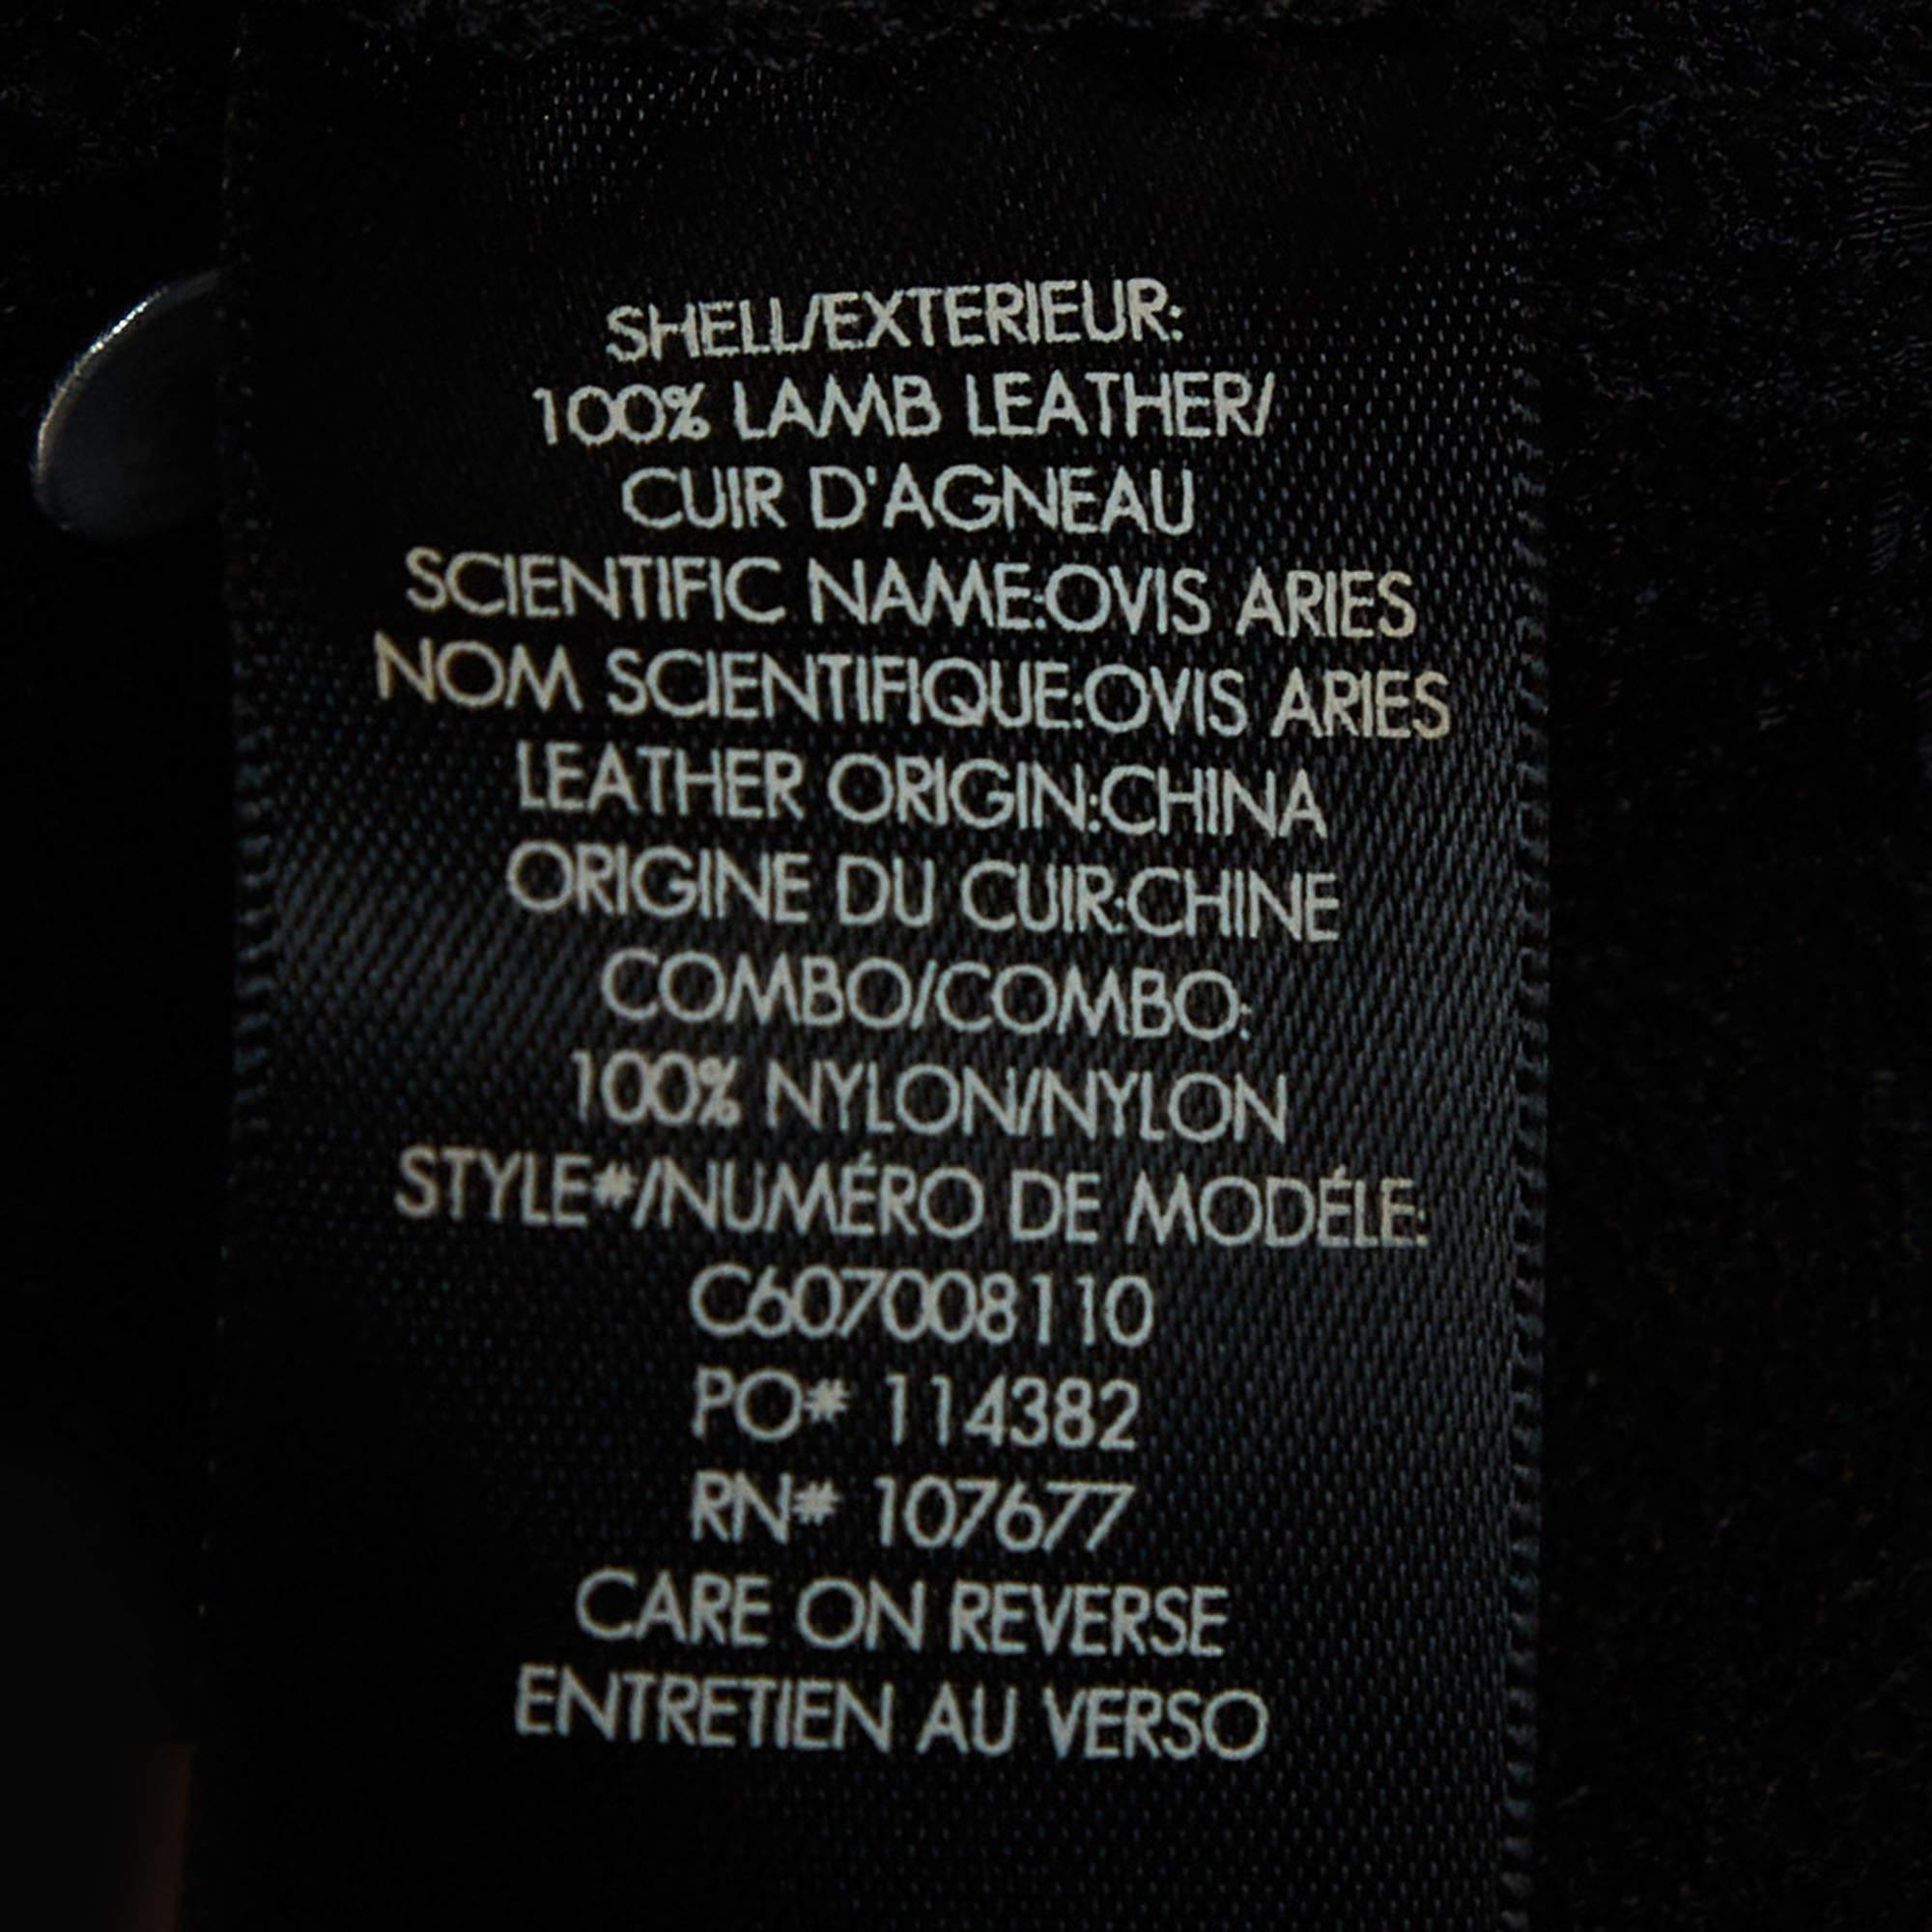 SHELL/EXTERIEUR:
100% LAMB LEATHER/
CUIR D'AGNEAU
SCIENTIFIC NAME:OVIS ARIES
NOM SCIENTIFIQUE:OVIS ARIES
LEATHER ORIGIN:CHINA
ORIGINE DU CUIR:CHINE
COMBO/COMBO:
100% NYLON/NYLON
STYLE#/NUMÉRO DE MODÉLE:
C607008110
PO# 114382
RN# 107677
CARE ON REVERSE
ENTRETIEN AU VERSO